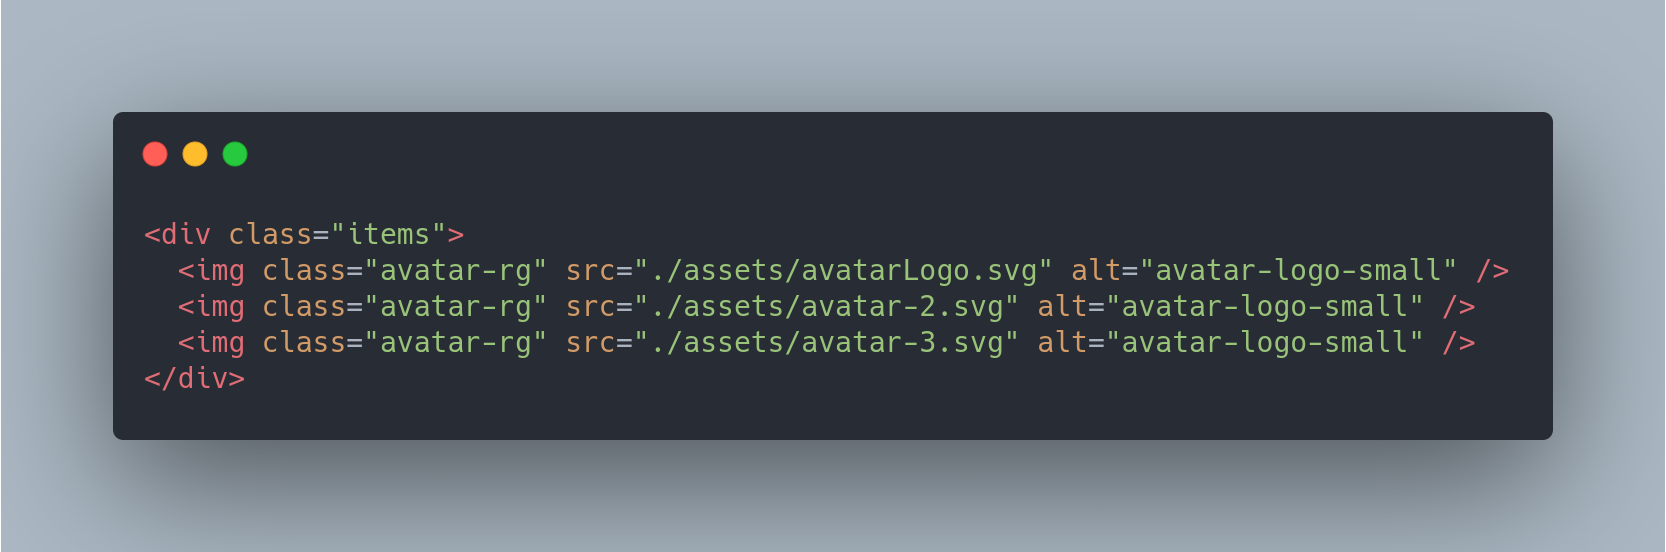 <div class="items">
  <img class="avatar-rg" src="./assets/avatarLogo.svg" alt="avatar-logo-small" />
  <img class="avatar-rg" src="./assets/avatar-2.svg" alt="avatar-logo-small" />
  <img class="avatar-rg" src="./assets/avatar-3.svg" alt="avatar-logo-small" />
</div>